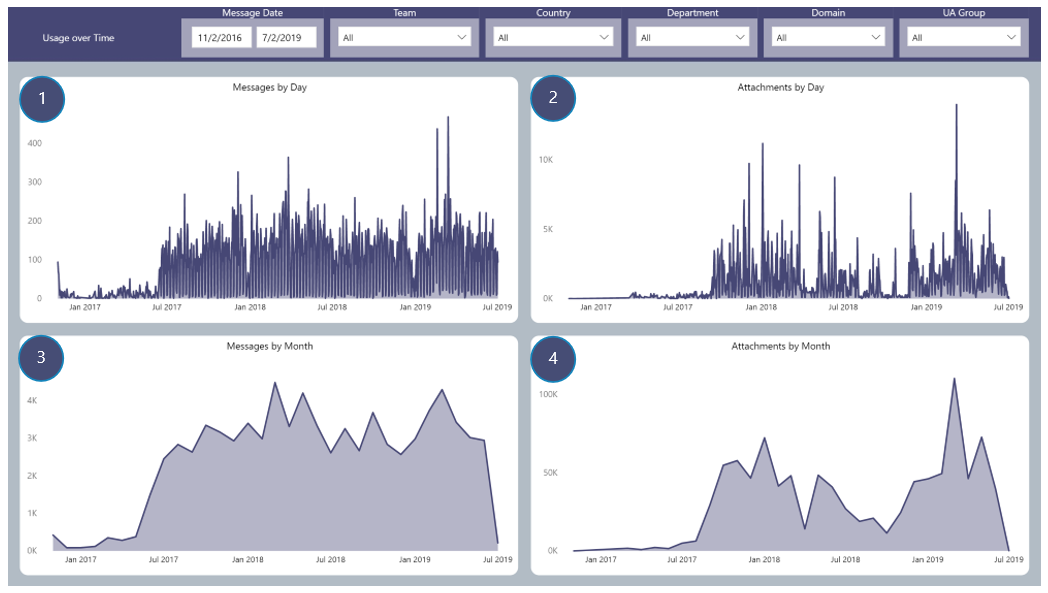 Usage over Time
Message Date
11/2/2016 7/2/2019
Team
All
Country
All
Department
All
Domain
All
UA Group
All
1
Messages by Day
400
300
200
100
0
Jan 2017 Jul 2017 Jan 2018 Jul 2018 Jan 2019 Jul 2019
2
Attachments by Day
10K
5K
0K
Jan 2017 Jul 2017 Jan 2018 Jul 2018 Jan 2019 Jul 2019
3
Messages by Month
4K
3K
2K
1K
0K
Jan 2017 Jul 2017 Jan 2018 Jul 2018 Jan 2019 Jul 2019
4
Attachments by Month
100K
50K
0K
Jan 2017 Jul 2017 Jan 2018 Jul 2018 Jan 2019 Jul 2019